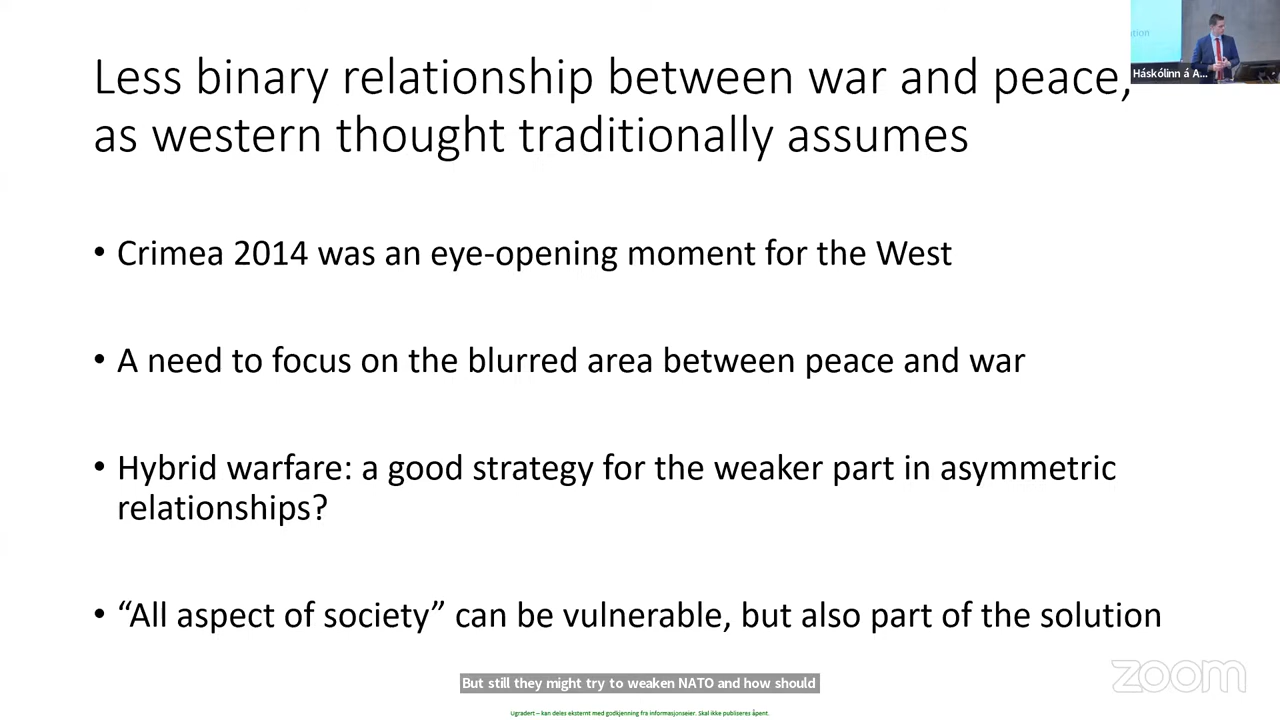 Less binary relationship between war and peace,
as western thought traditionally assumes
Háskólinn á A...
• Crimea 2014 was an eye-opening moment for the West
• A need to focus on the blurred area between peace and war
• Hybrid warfare: a good strategy for the weaker part in asymmetric
relationships?
• “All aspect of society” can be vulnerable, but also part of the solution
But still they might try to weaken NATO and how should
zoom
Ugradert – kan deles eksternt med godkjenning fra informasjonseier. Skal ikke publiseres åpent.